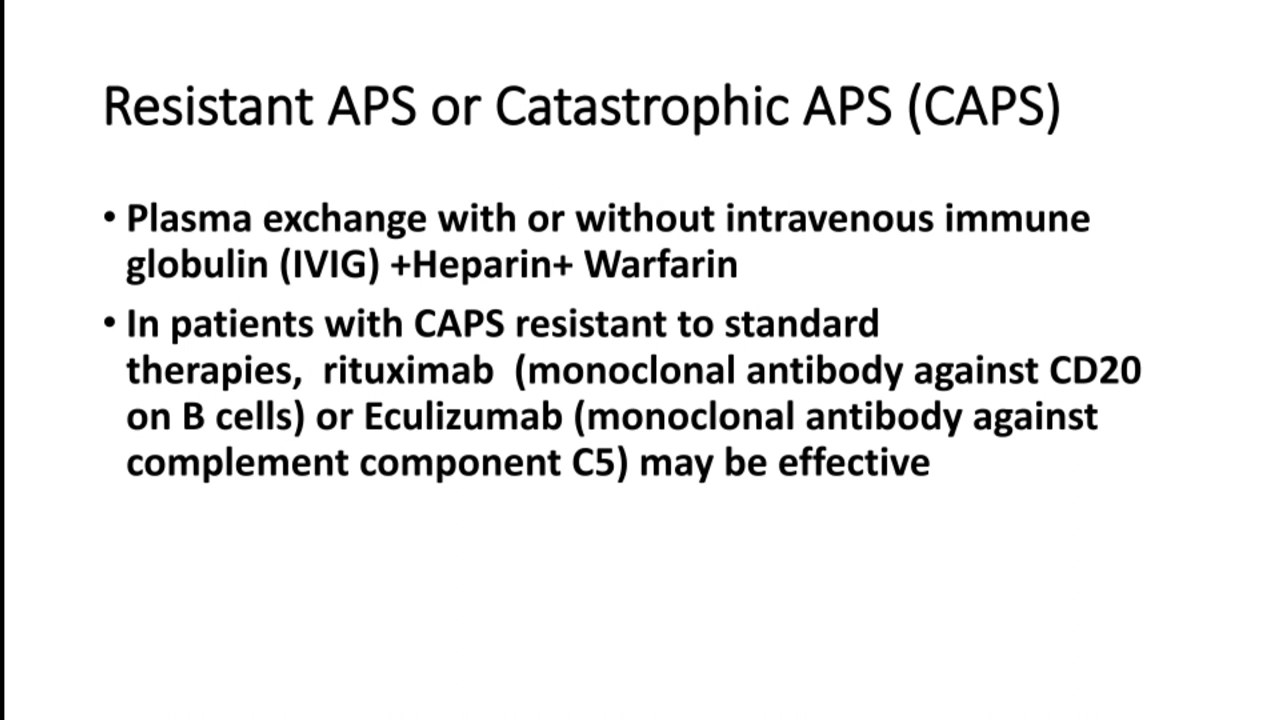 Resistant APS or Catastrophic APS (CAPS)
• Plasma exchange with or without intravenous immune
globulin (IVIG) +Heparin+ Warfarin
• In patients with CAPS resistant to standard
therapies,  rituximab  (monoclonal antibody against CD20
on B cells) or Eculizumab (monoclonal antibody against
complement component C5) may be effective